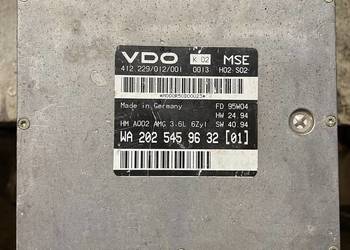 VDO K 02 MSE
412.229/012/001 0013 H02 S02
Made in Germany FD 95W04
HW 24 94
HM A002 AMG 3.6L 6Zyl SW 40 94
WA 202 545 96 32 [01]